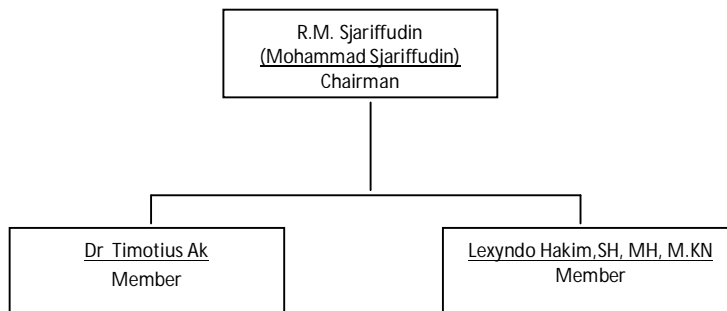 R.M. Sjariffudin
(Mohammad Sjariffudin)
Chairman
Dr Timotius Ak
Member
Lexyndo Hakim,SH, MH, M.KN
Member